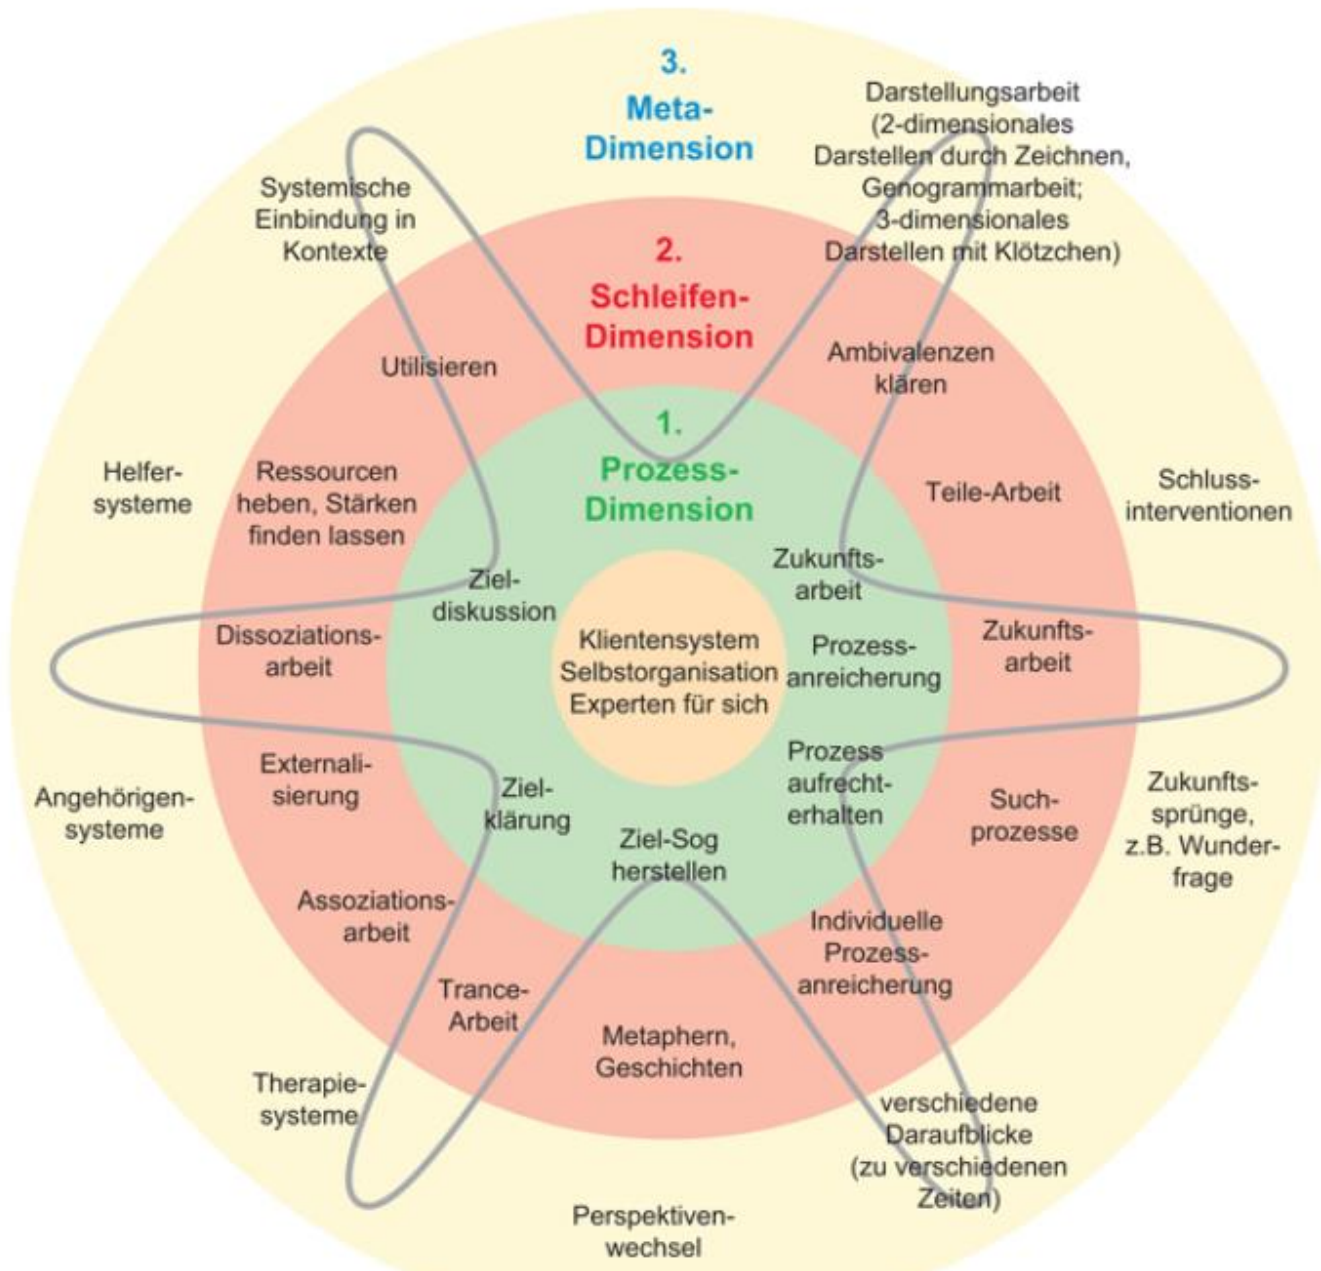 3.
Meta-
Dimension
Darstellungsarbeit
(2-dimensionales
Darstellen durch Zeichnen,
Genogrammarbeit;
3-dimensionales
Darstellen mit Klötzchen)
Systemische
Einbindung in
Kontexte
2.
Schleifen-
Dimension
Utilisieren
Ambivalenzen
klären
1.
Prozess-
Dimension
Helfer-
systeme
Ressourcen
heben, Stärken
finden lassen
Teile-Arbeit
Schluss-
interventionen
Ziel-
diskussion
Zukunfts-
arbeit
Dissoziations-
arbeit
Klientensystem
Selbstorganisation
Experten für sich
Prozess-
anreicherung
Zukunfts-
arbeit
Externali-
sierung
Angehörigen-
systeme
Ziel-
klärung
Ziel-Sog
herstellen
Prozess
aufrecht-
erhalten
Such-
prozesse
Zukunfts-
sprünge,
z.B. Wunder-
frage
Assoziations-
arbeit
Individuelle
Prozess-
anreicherung
Trance-
Arbeit
Metaphern,
Geschichten
Therapie-
systeme
verschiedene
Daraufblicke
(zu verschiedenen
Zeiten)
Perspektiven-
wechsel